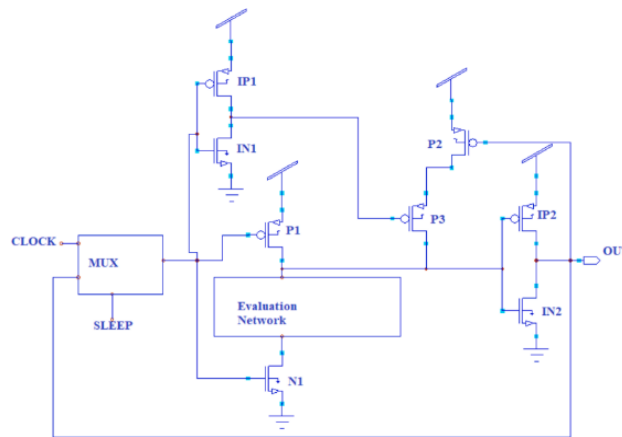 IP1
P2
IN1
P1
P3
IP2
CLOCK
OU
MUX
Evaluation
Network
IN2
SLEEP
N1